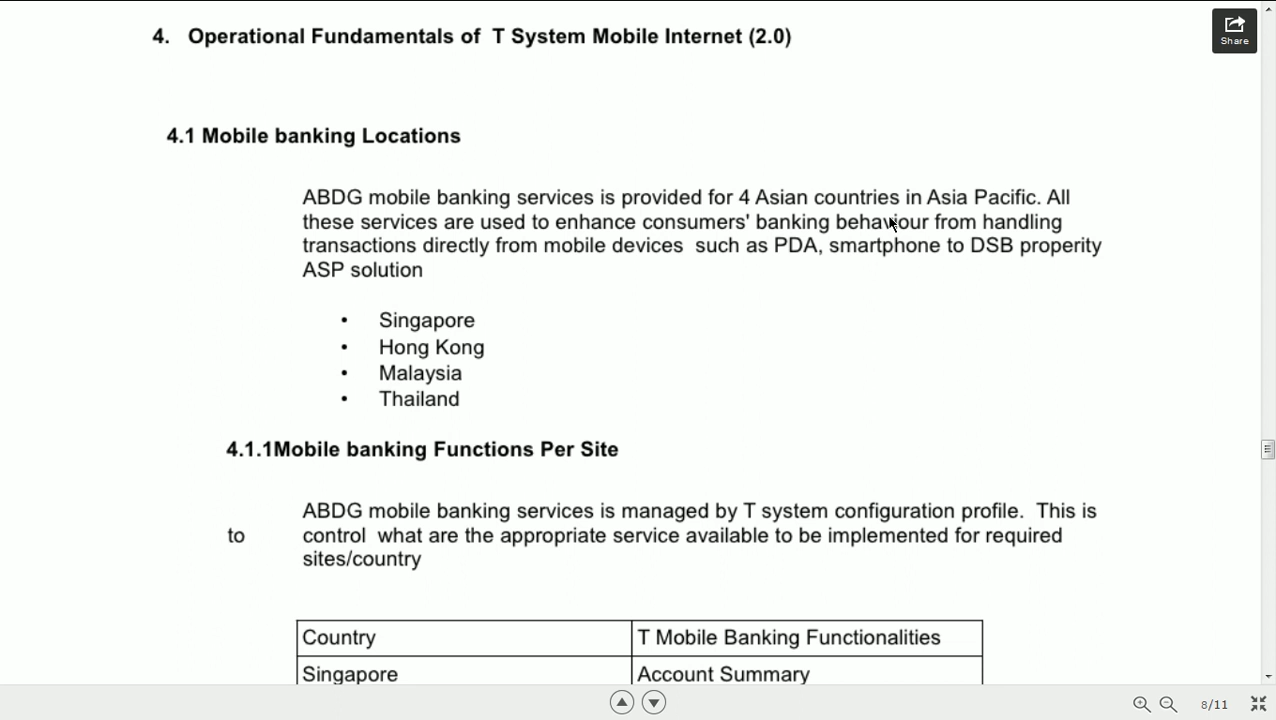 4. Operational Fundamentals of T System Mobile Internet (2.0)
Share
4.1 Mobile banking Locations
ABDG mobile banking services is provided for 4 Asian countries in Asia Pacific. All
these services are used to enhance consumers' banking behaviour from handling
transactions directly from mobile devices such as PDA, smartphone to DSB properity
ASP solution
• Singapore
• Hong Kong
• Malaysia
• Thailand
4.1.1Mobile banking Functions Per Site
ABDG mobile banking services is managed by T system configuration profile. This is
to control what are the appropriate service available to be implemented for required
sites/country
Country T Mobile Banking Functionalities
Singapore Account Summary
8/11